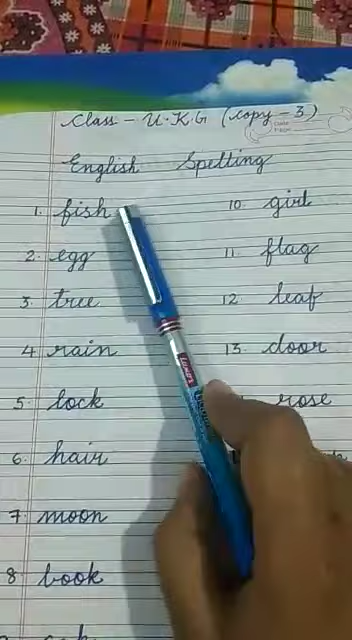 Class - U.K.G (copy - 3)
English Spelling
1. fish
2. egg
3. tree
4 rain
5. lock
6. hair
7 moon
8 book
10. girl
11. flag
12 leaf
13. door
rose